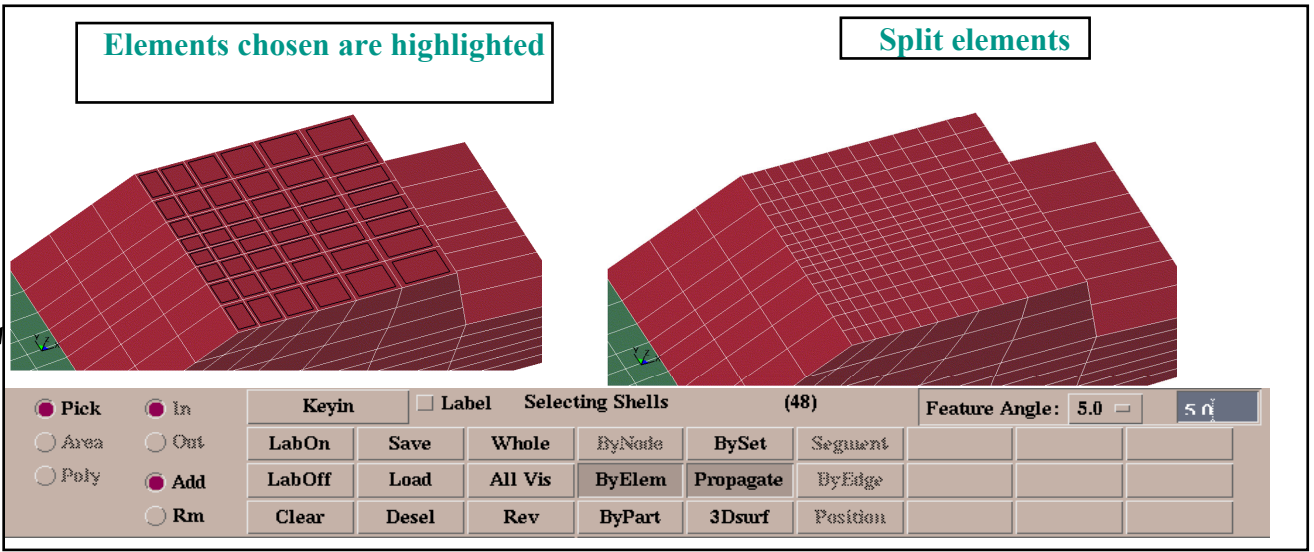 Elements chosen are highlighted
Split elements
Pick In Keyin Label Selecting Shells (48) Feature Angle: 5.0 5.0
Area Out LabOn Save Whole ByNode BySet Segment
Poly Add LabOff Load All Vis ByElem Propagate ByEdge
Rm Clear Desel Rev ByPart 3Dsurf Position